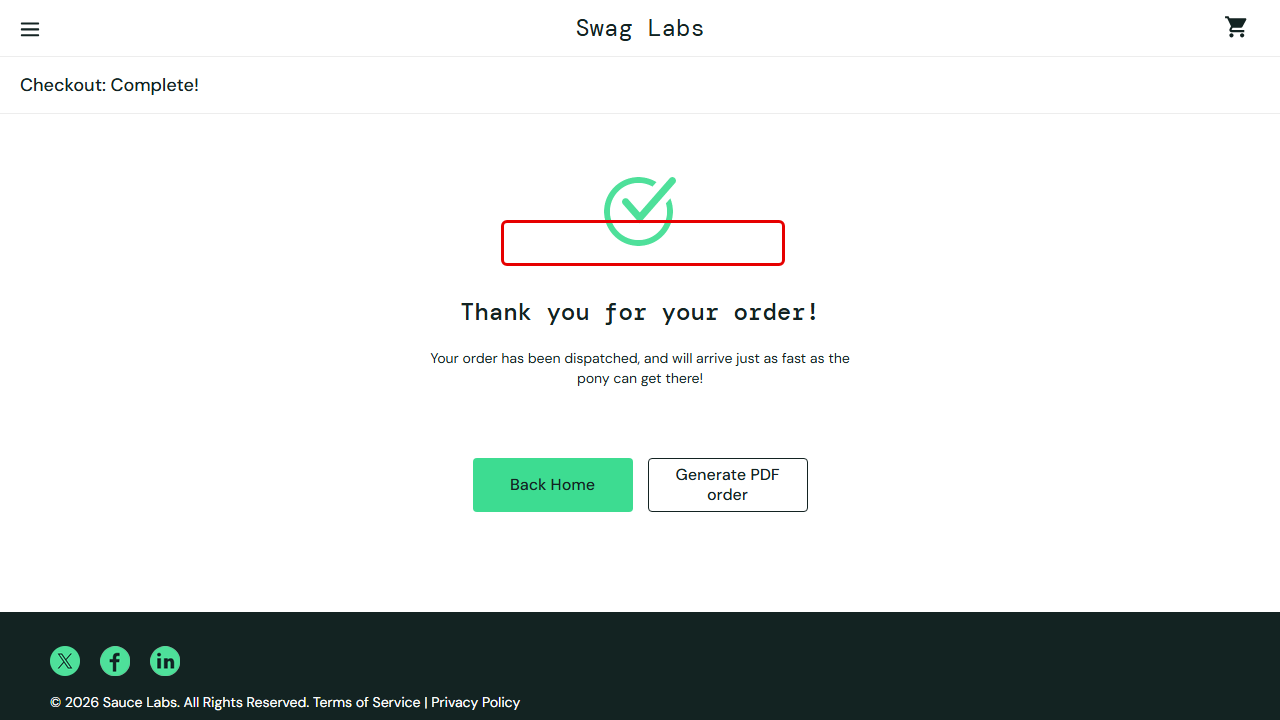 Swag Labs
Checkout: Complete!
Thank you for your order!
Your order has been dispatched, and will arrive just as fast as the
pony can get there!
Back Home
Generate PDF
order
© 2026 Sauce Labs. All Rights Reserved. Terms of Service | Privacy Policy